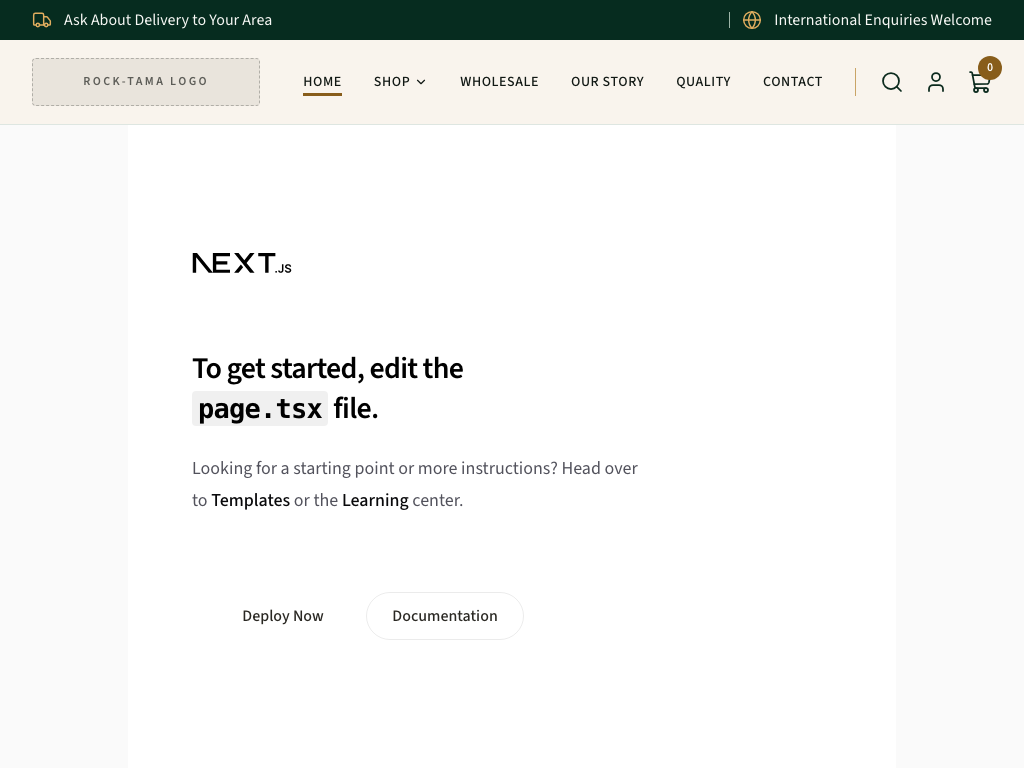 Ask About Delivery to Your Area
International Enquiries Welcome
ROCK-TAMA LOGO
HOME
SHOP
WHOLESALE
OUR STORY
QUALITY
CONTACT
0
NEXT.JS
To get started, edit the
page.tsx file.
Looking for a starting point or more instructions? Head over
to Templates or the Learning center.
Deploy Now
Documentation